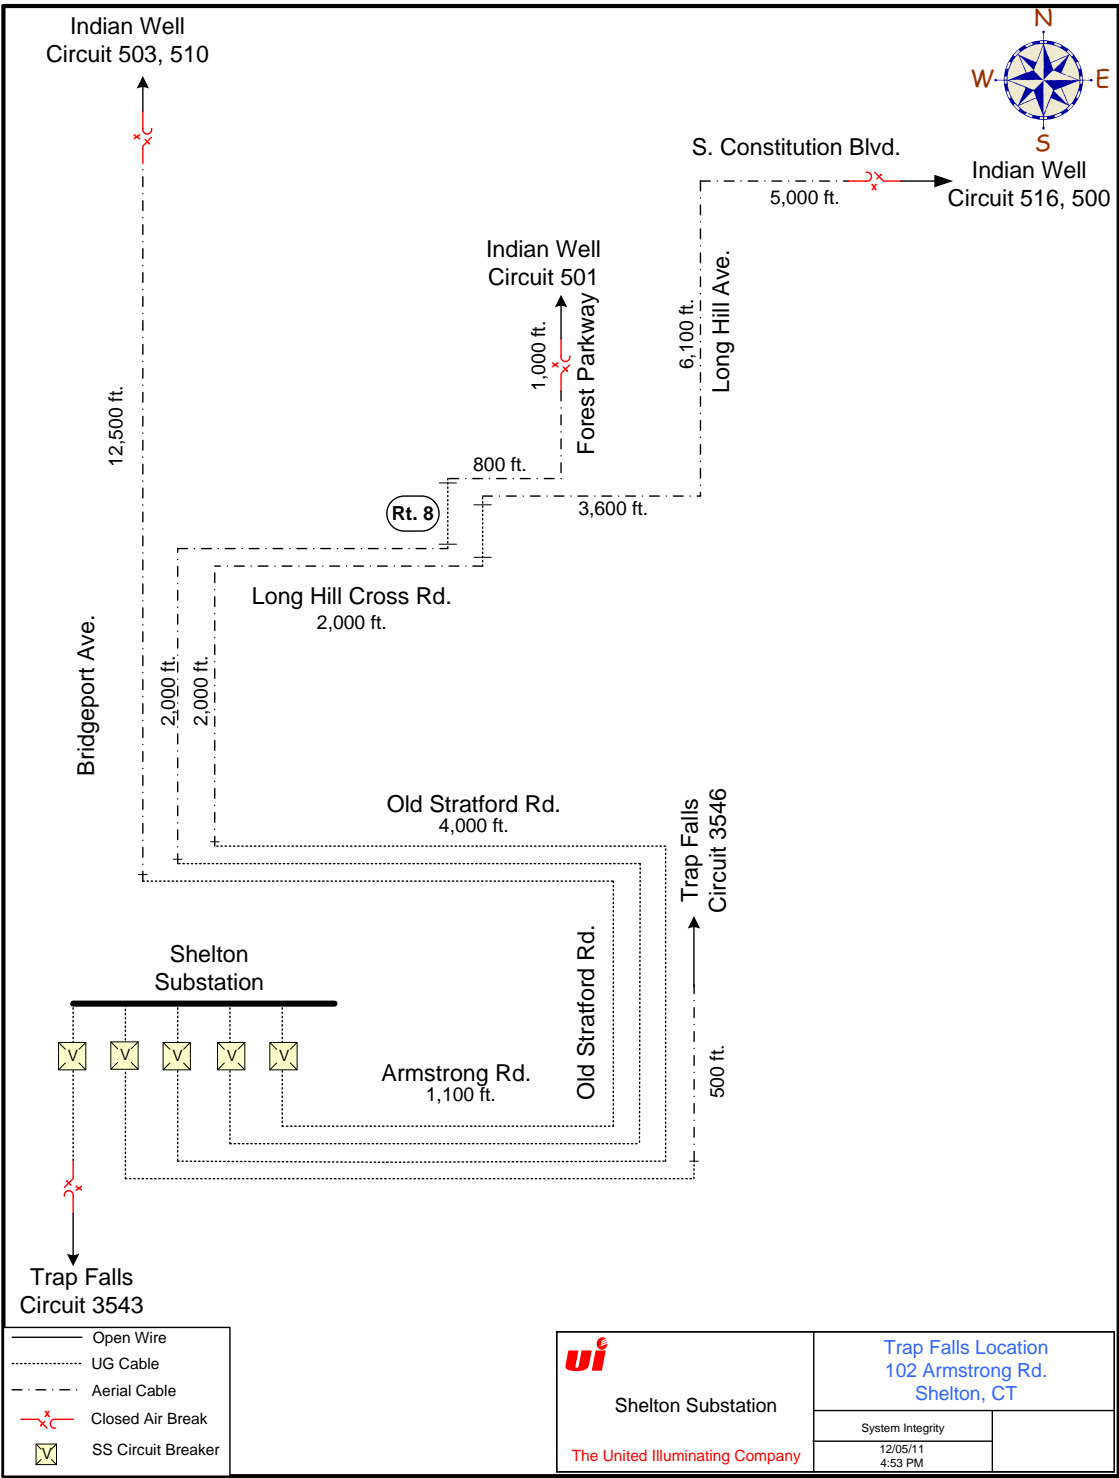 Indian Well
Circuit 503, 510
N
W
E
S
S. Constitution Blvd.
5,000 ft.
Indian Well
Circuit 516, 500
Indian Well
Circuit 501
1,000 ft.
Forest Parkway
6,100 ft.
Long Hill Ave.
12,500 ft.
800 ft.
Rt. 8
3,600 ft.
Long Hill Cross Rd.
2,000 ft.
Bridgeport Ave.
2,000 ft.
2,000 ft.
Old Stratford Rd.
4,000 ft.
Trap Falls
Circuit 3546
Shelton
Substation
V
V
V
V
V
Old Stratford Rd.
Armstrong Rd.
1,100 ft.
500 ft.
Trap Falls
Circuit 3543
Open Wire
UG Cable
Aerial Cable
Closed Air Break
V
SS Circuit Breaker
ui
Shelton Substation
The United Illuminating Company
Trap Falls Location
102 Armstrong Rd.
Shelton, CT
System Integrity
12/05/11
4:53 PM